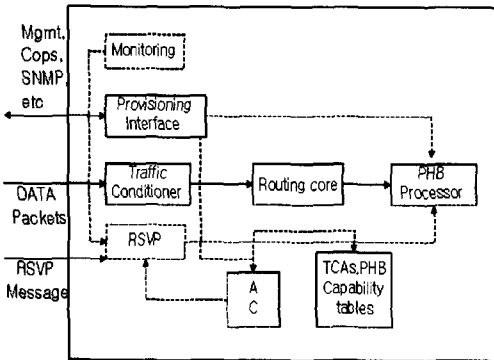 Mgmt.
Cops,
SNMP
etc
Monitoring
Provisioning
Interface
Traffic
Conditioner
Routing core
PHB
Processor
DATA
Packets
RSVP
RSVP
Message
A
C
TCAs,PHB
Capability
tables